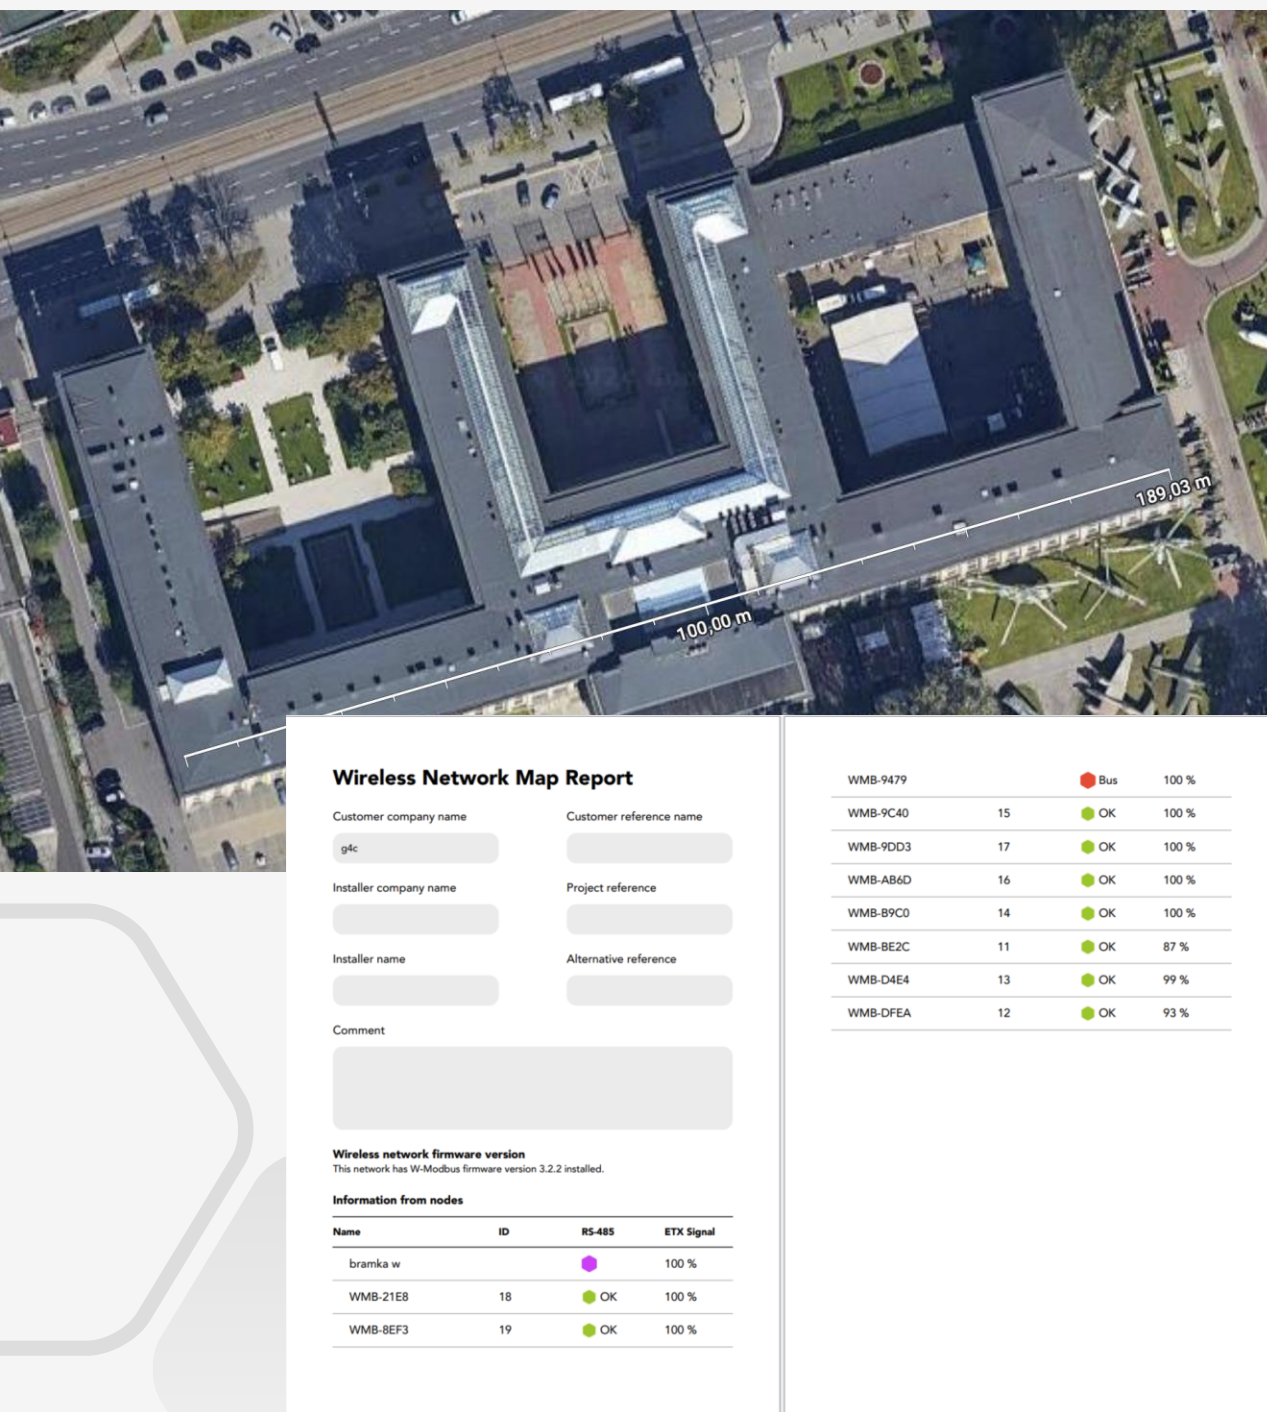 189,03 m
100,00 m
Wireless Network Map Report
Customer company name
Customer reference name
g4c
Installer company name
Project reference
Installer name
Alternative reference
Comment
Wireless network firmware version
This network has W-Modbus firmware version 3.2.2 installed.
Information from nodes
Name ID RS-485 ETX Signal
bramka w 100 %
WMB-21E8 18 OK 100 %
WMB-8EF3 19 OK 100 %
WMB-9479 Bus 100 %
WMB-9C40 15 OK 100 %
WMB-9DD3 17 OK 100 %
WMB-AB6D 16 OK 100 %
WMB-B9C0 14 OK 100 %
WMB-BE2C 11 OK 87 %
WMB-D4E4 13 OK 99 %
WMB-DFEA 12 OK 93 %